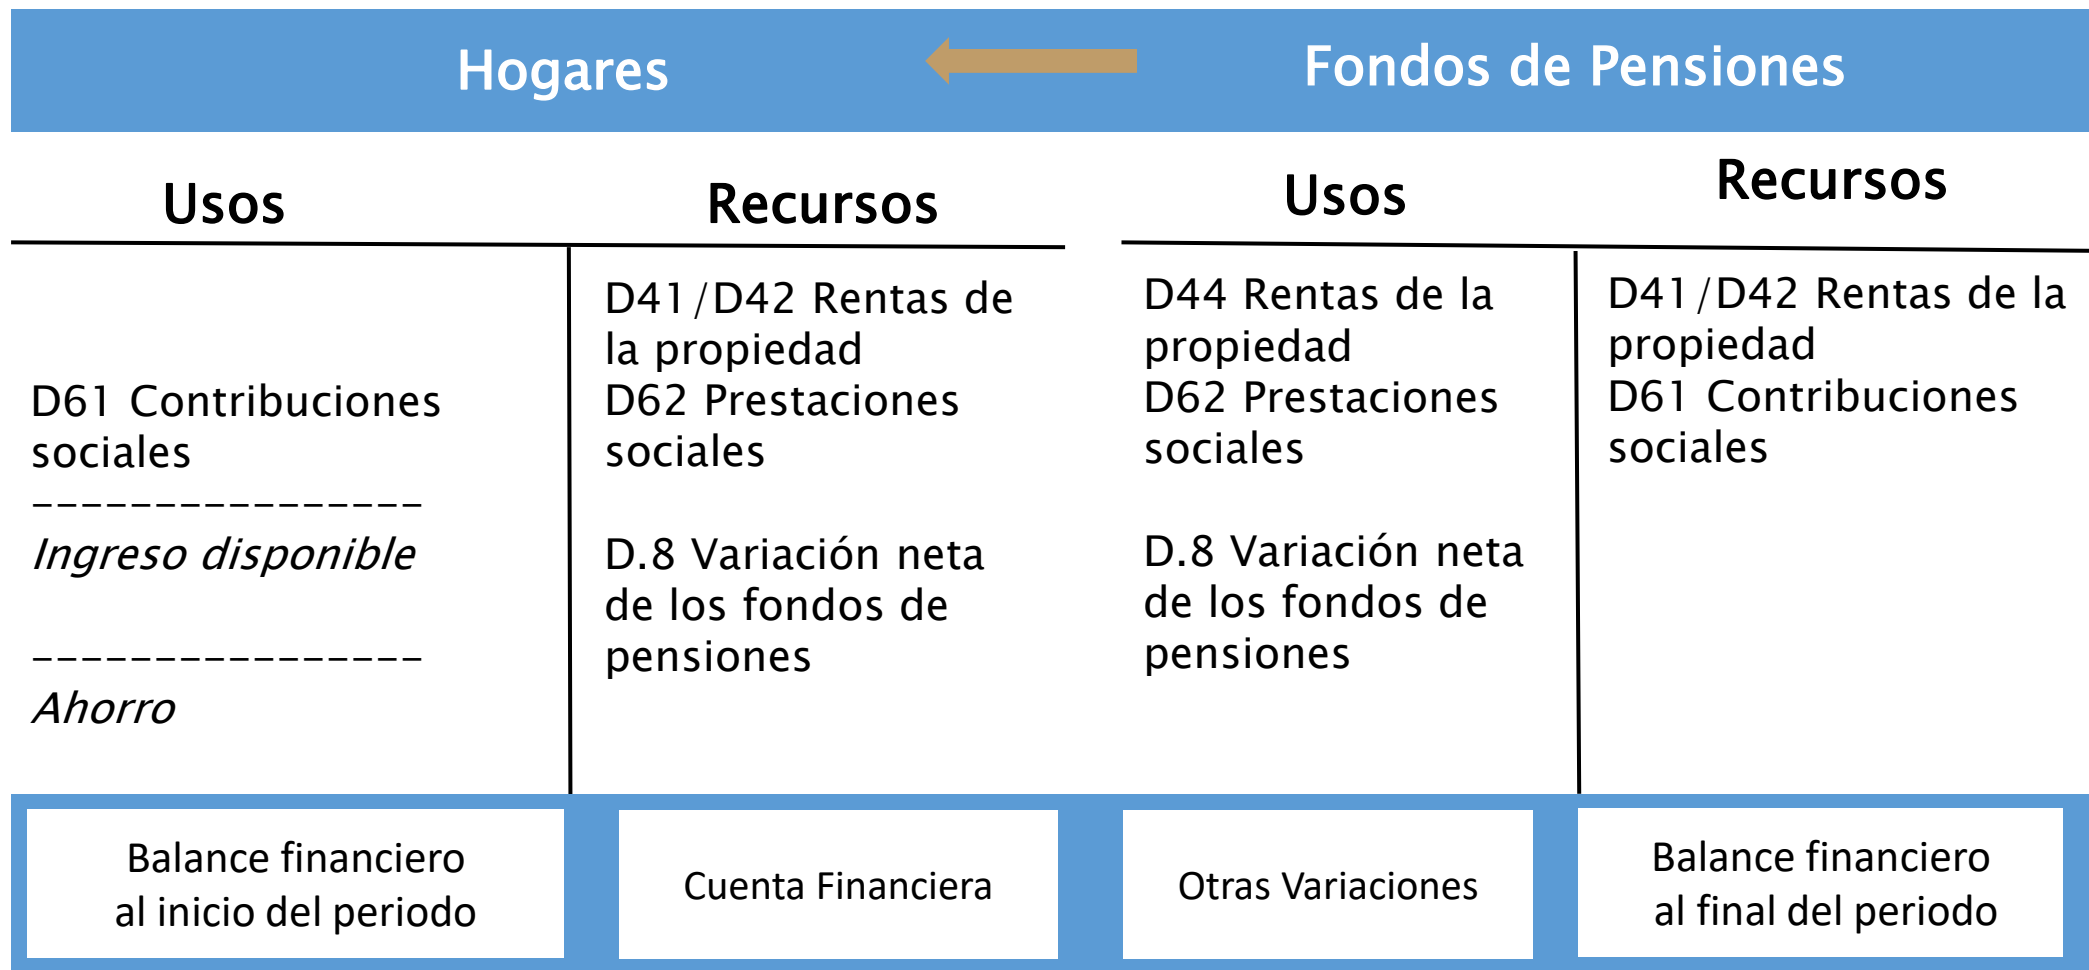 Hogares
Fondos de Pensiones
Usos
Recursos
D61 Contribuciones
sociales
----------------
Ingreso disponible
----------------
Ahorro
D41/D42 Rentas de
la propiedad
D62 Prestaciones
sociales
D.8 Variación neta
de los fondos de
pensiones
Usos
Recursos
D44 Rentas de la
propiedad
D62 Prestaciones
sociales
D.8 Variación neta
de los fondos de
pensiones
D41/D42 Rentas de la
propiedad
D61 Contribuciones
sociales
Balance financiero
al inicio del periodo
Cuenta Financiera
Otras Variaciones
Balance financiero
al final del periodo